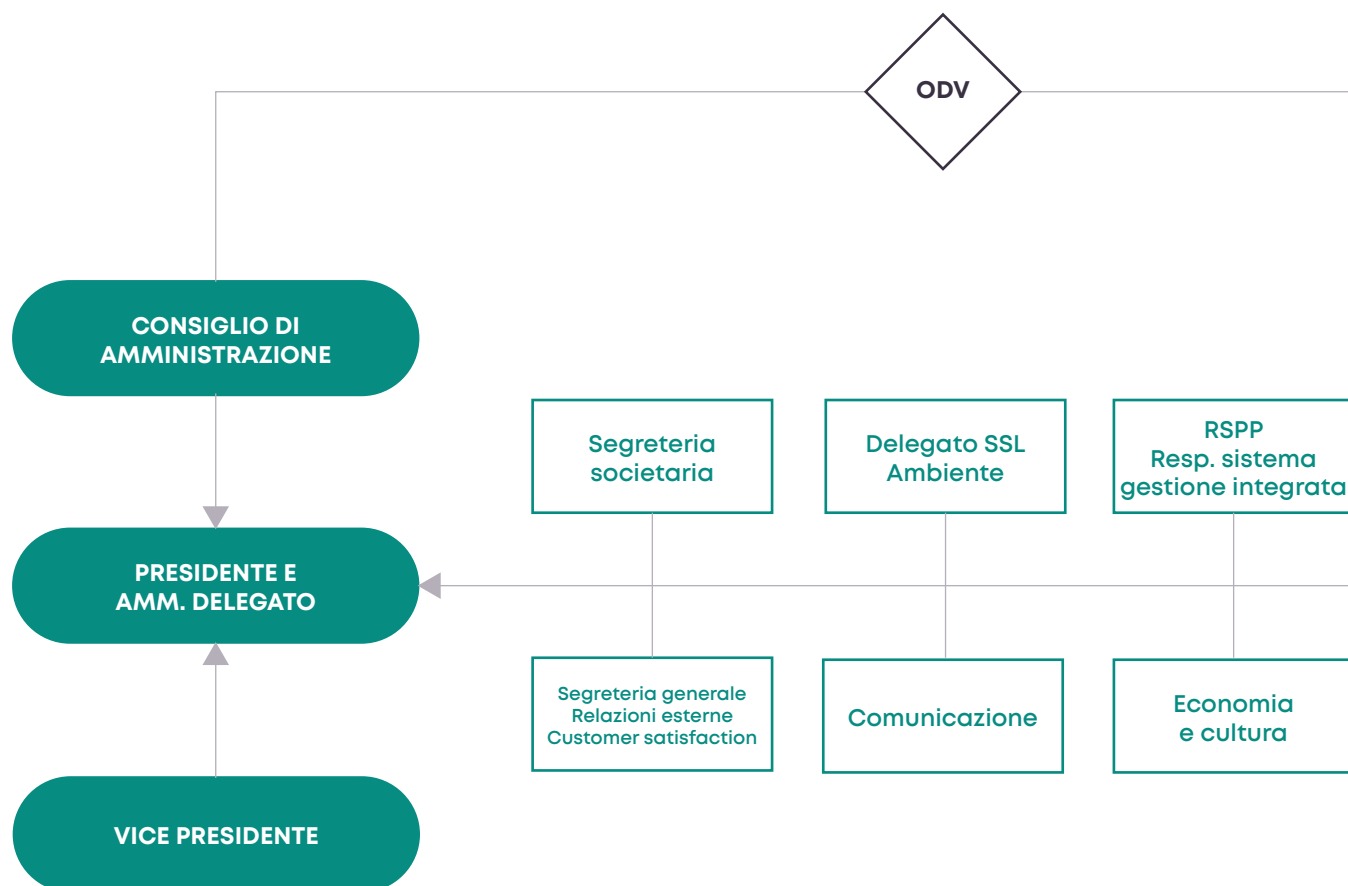 ODV
CONSIGLIO DI
AMMINISTRAZIONE
Segreteria
societaria
Delegato SSL
Ambiente
RSPP
Resp. sistema
gestione integrata
PRESIDENTE E
AMM. DELEGATO
Segreteria generale
Relazioni esterne
Customer satisfaction
Comunicazione
Economia
e cultura
VICE PRESIDENTE